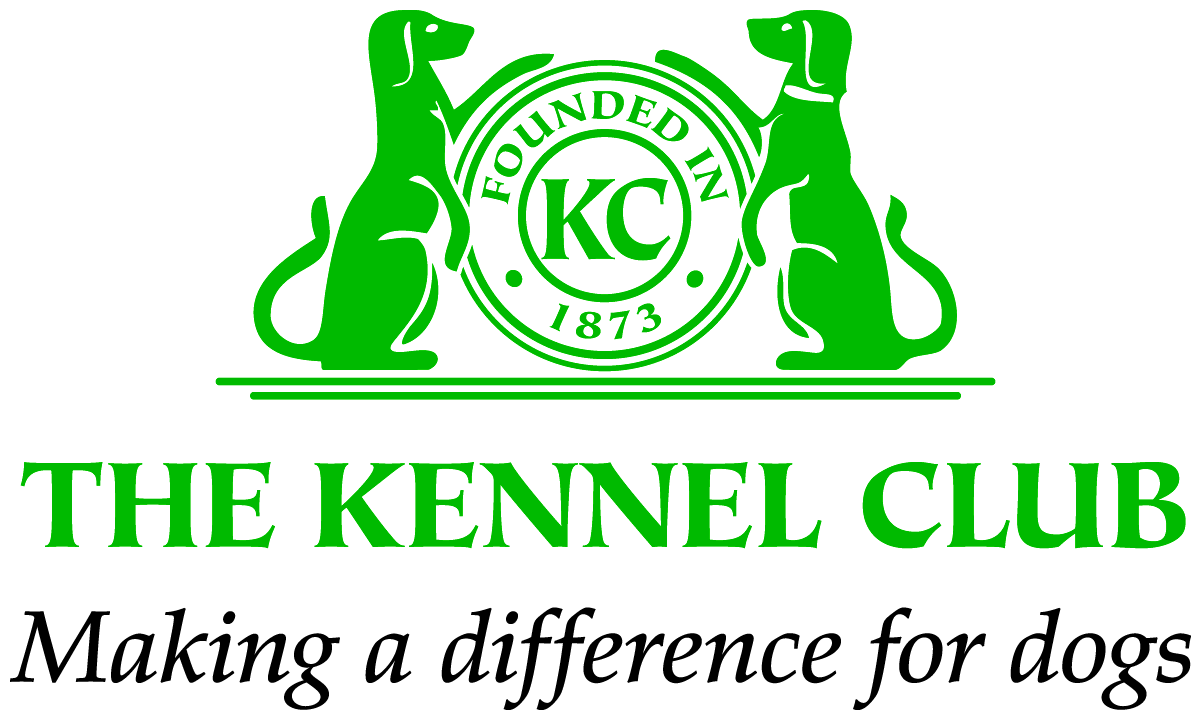 FOUNDED IN
KC
1873
THE KENNEL CLUB
Making a difference for dogs